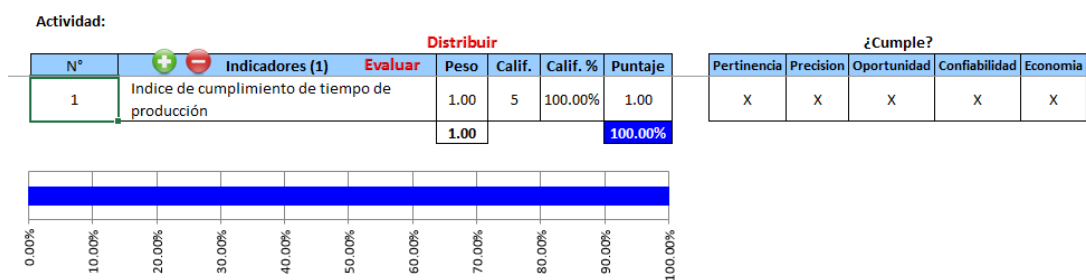 Actividad:
Distribuir
¿Cumple?
N° Indicadores (1) Evaluar Peso Calif. Calif. % Puntaje Pertinencia Precision Oportunidad Confiabilidad Economia
1 Indice de cumplimiento de tiempo de
producción 1.00 5 100.00% 1.00 X X X X X
1.00 100.00%
0.00% 10.00% 20.00% 30.00% 40.00% 50.00% 60.00% 70.00% 80.00% 90.00% 100.00%